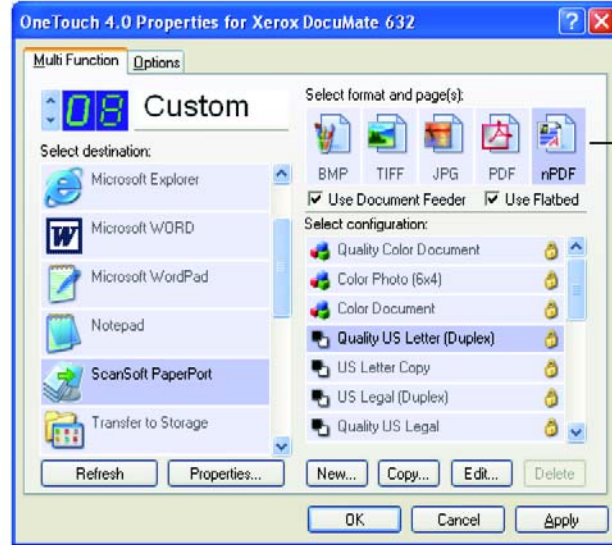 OneTouch 4.0 Properties for Xerox DocuMate 632
Multi Function
Options
08
Custom
Select destination:
Microsoft Explorer
Microsoft WORD
Microsoft WordPad
Notepad
ScanSoft PaperPort
Transfer to Storage
Refresh
Properties...
Select format and page(s):
BMP
TIFF
JPG
PDF
nPDF
Use Document Feeder
Use Flatbed
Select configuration:
Quality Color Document
Color Photo (6x4)
Color Document
Quality US Letter (Duplex)
US Letter Copy
US Legal (Duplex)
Quality US Legal
New...
Copy...
Edit...
Delete
OK
Cancel
Apply